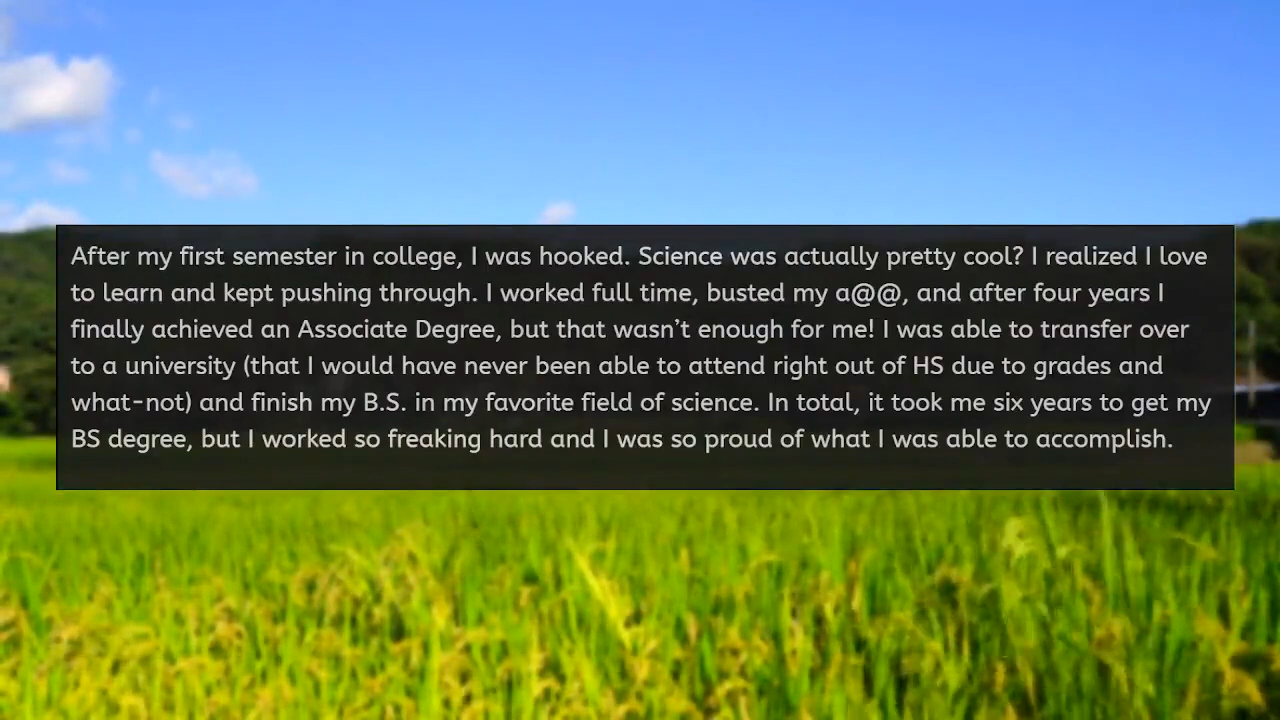 After my first semester in college, I was hooked. Science was actually pretty cool? I realized I love
to learn and kept pushing through. I worked full time, busted my a@@, and after four years I
finally achieved an Associate Degree, but that wasn’t enough for me! I was able to transfer over
to a university (that I would have never been able to attend right out of HS due to grades and
what-not) and finish my B.S. in my favorite field of science. In total, it took me six years to get my
BS degree, but I worked so freaking hard and I was so proud of what I was able to accomplish.